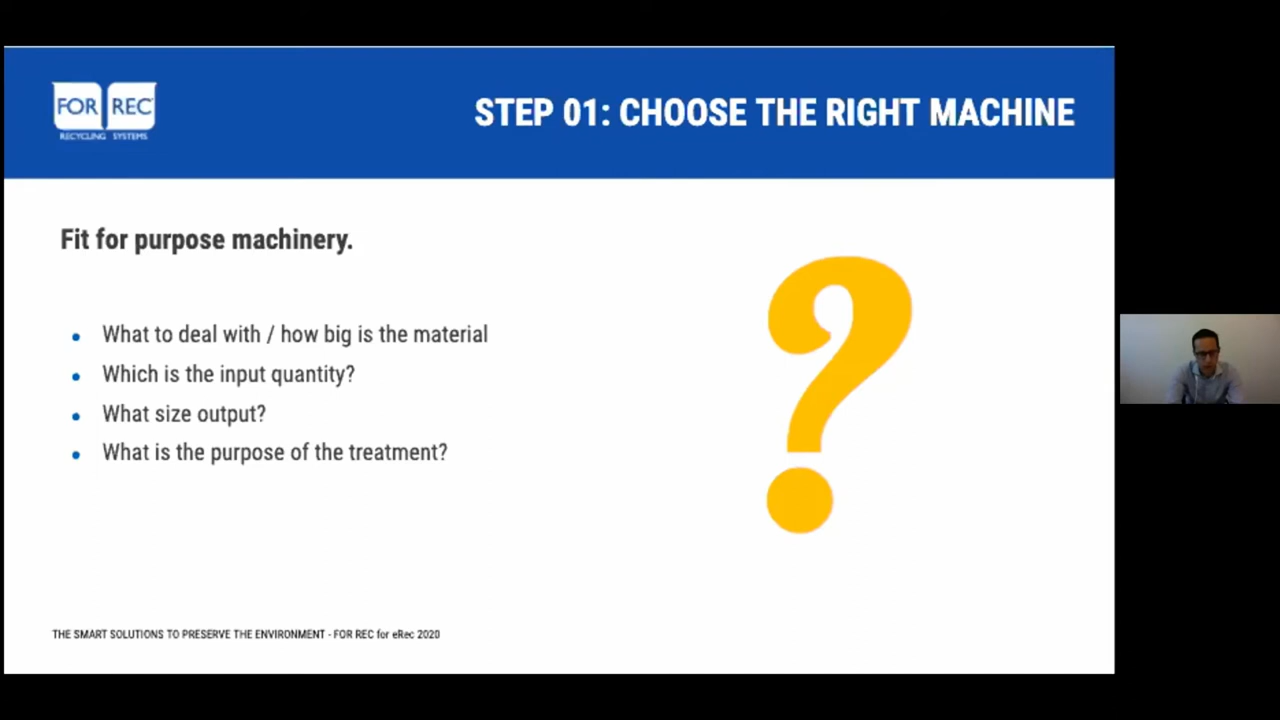 FOR REC
RECYCLING SYSTEMS
STEP 01: CHOOSE THE RIGHT MACHINE
Fit for purpose machinery.
What to deal with / how big is the material
Which is the input quantity?
What size output?
What is the purpose of the treatment?
?
THE SMART SOLUTIONS TO PRESERVE THE ENVIRONMENT - FOR REC for eRec 2020